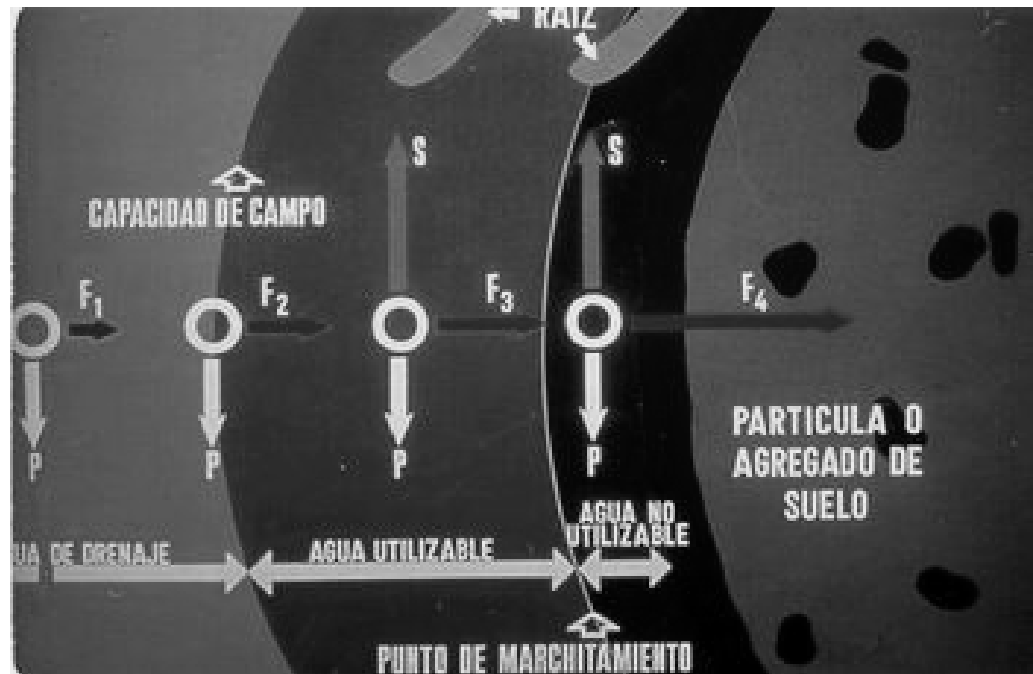 RAIZ
S
S
CAPACIDAD DE CAMPO
F1
F2
F3
F4
P
P
P
P
PARTICULA O
AGREGADO DE
SUELO
UA DE DRENAJE
AGUA UTILIZABLE
AGUA NO
UTILIZABLE
PUNTO DE MARCHITAMIENTO